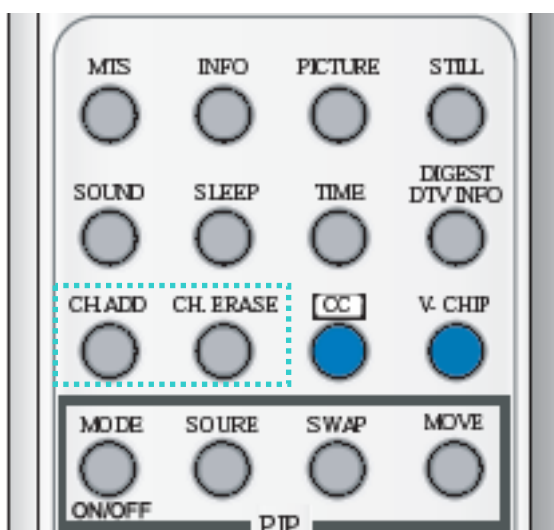 MTS INFO PICTURE STILL
SOUND SLEEP TIME DIGEST
DTV INFO
CH.ADD CH. ERASE CC V- CHIP
MODE SOURE SWAP MOVE
ON/OFF
PIP